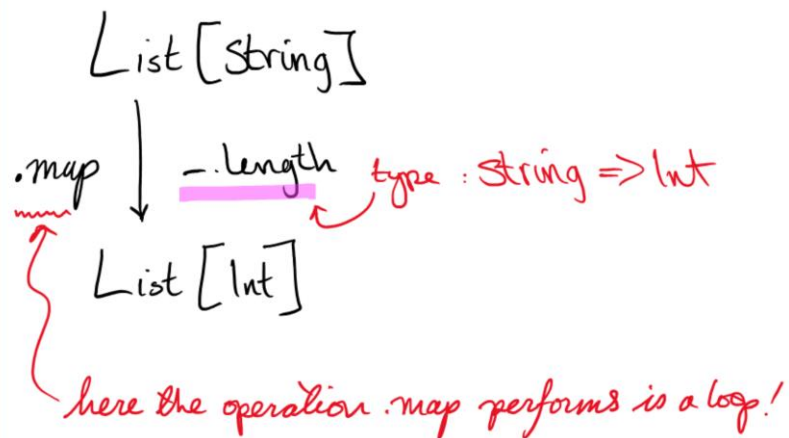 List [String]
.map _.length type : String => Int
List [Int]
here the operation .map performs is a loop!